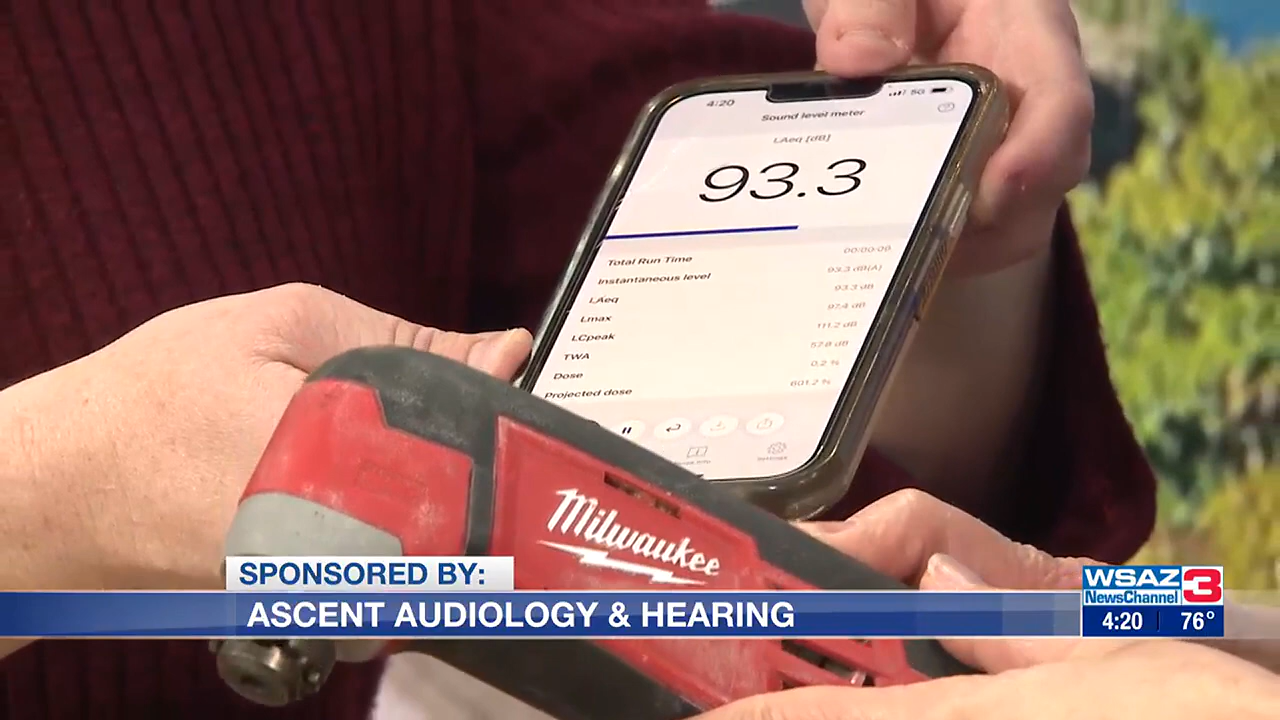 4:20
5G
Sound level meter
LAeq [dB]
93.3
Total Run Time 00:00:08
Instantaneous level 93.3 dB(A)
LAeq 93.3 dB
Lmax 97.4 dB
LCpeak 111.2 dB
TWA 57.8 dB
Dose 0.2 %
Projected dose 601.2 %
Settings
Milwaukee
SPONSORED BY:
ASCENT AUDIOLOGY & HEARING
WSAZ 3
NewsChannel
4:20 76°